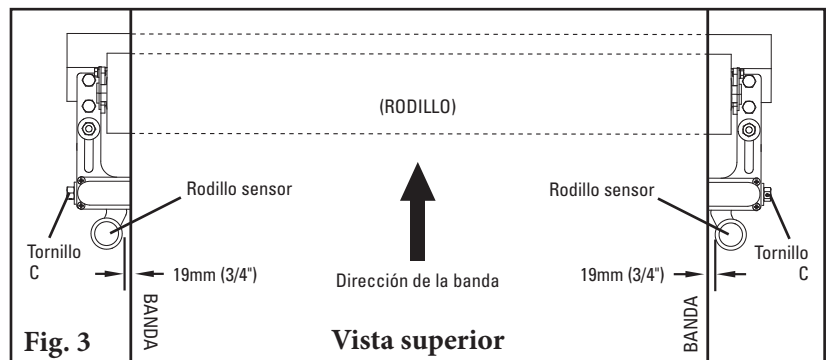 (RODILLO)
Rodillo sensor
Rodillo sensor
Tornillo
C
Tornillo
C
19mm (3/4")
Dirección de la banda
19mm (3/4")
BANDA
BANDA
Fig. 3
Vista superior